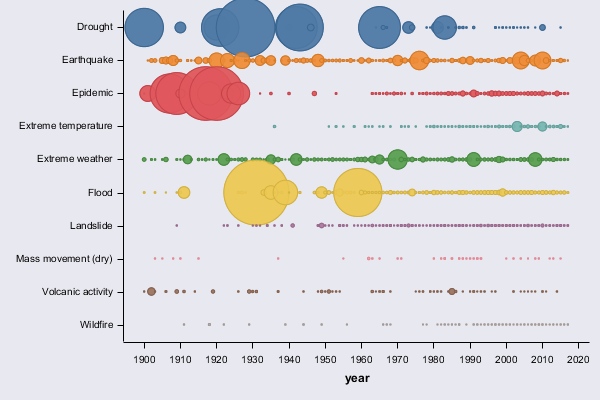 Drought
Earthquake
Epidemic
Extreme temperature
Extreme weather
Flood
Landslide
Mass movement (dry)
Volcanic activity
Wildfire
1900 1910 1920 1930 1940 1950 1960 1970 1980 1990 2000 2010 2020
year